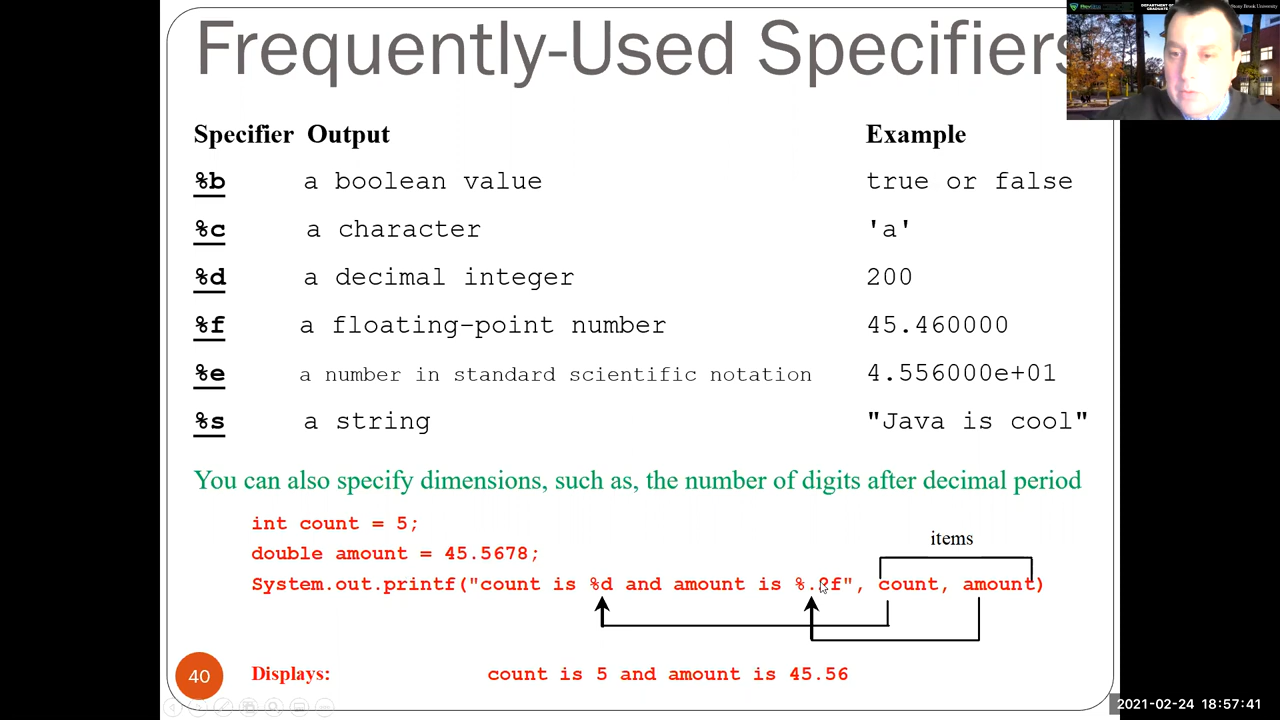 Frequently-Used Specifiers
Specifier Output Example
%b a boolean value true or false
%c a character 'a'
%d a decimal integer 200
%f a floating-point number 45.460000
%e a number in standard scientific notation 4.556000e+01
%s a string "Java is cool"
You can also specify dimensions, such as, the number of digits after decimal period
int count = 5;
items
double amount = 45.5678;
System.out.printf("count is %d and amount is %.2f", count, amount)
40 Displays: count is 5 and amount is 45.56
2021-02-24 18:57:41